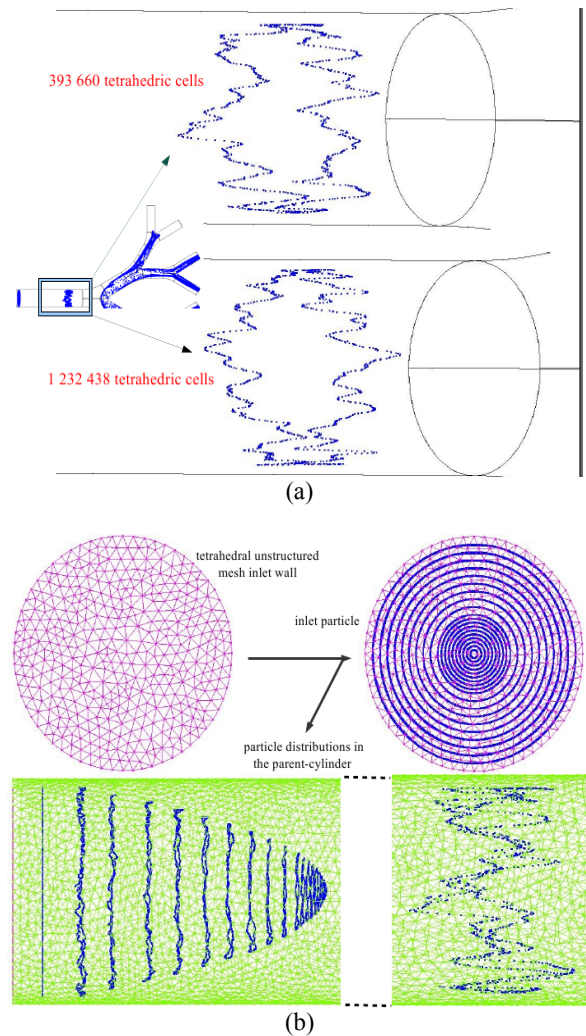 393 660 tetrahedric cells
1 232 438 tetrahedric cells
(a)
tetrahedral unstructured
mesh inlet wall
inlet particle
particle distributions in
the parent-cylinder
(b)